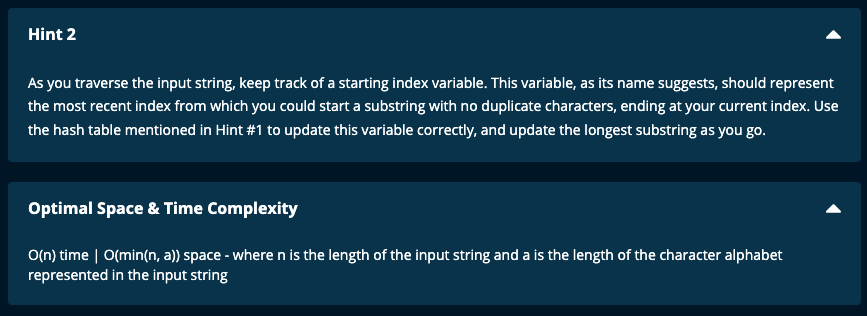 Hint 2
As you traverse the input string, keep track of a starting index variable. This variable, as its name suggests, should represent
the most recent index from which you could start a substring with no duplicate characters, ending at your current index. Use
the hash table mentioned in Hint #1 to update this variable correctly, and update the longest substring as you go.
Optimal Space & Time Complexity
O(n) time | O(min(n, a)) space - where n is the length of the input string and a is the length of the character alphabet
represented in the input string